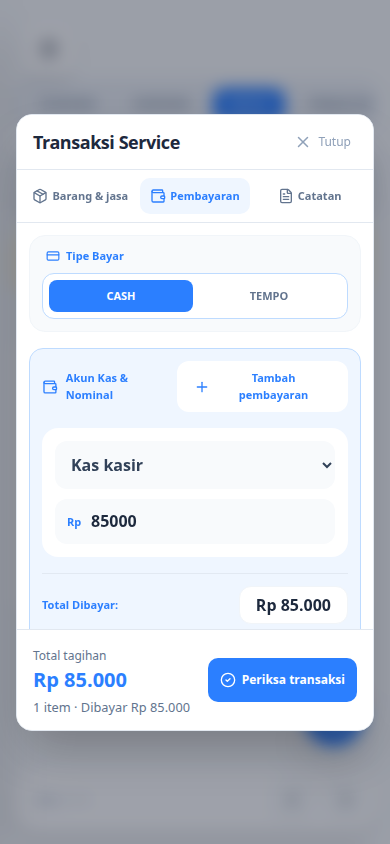 Transaksi Service
Tutup
Barang & jasa
Pembayaran
Catatan
Tipe Bayar
CASH
TEMPO
Akun Kas &
Nominal
Tambah
pembayaran
Kas kasir
Rp 85000
Total Dibayar:
Rp 85.000
Total tagihan
Rp 85.000
1 item · Dibayar Rp 85.000
Periksa transaksi